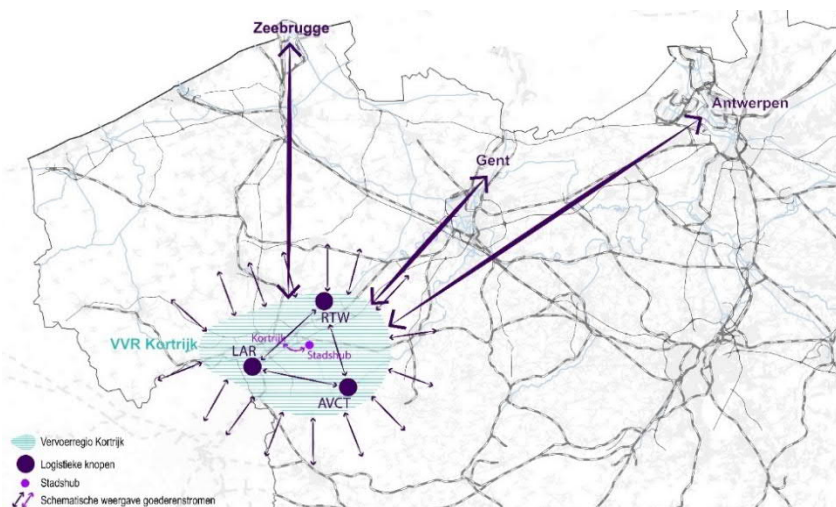 Zeebrugge
Antwerpen
Gent
RTW
VVR Kortrijk
Kortrijk
Stadshub
LAR
AVCT
Vervoerregio Kortrijk
Logistieke knopen
Stadshub
Schematische weergave goederenstromen